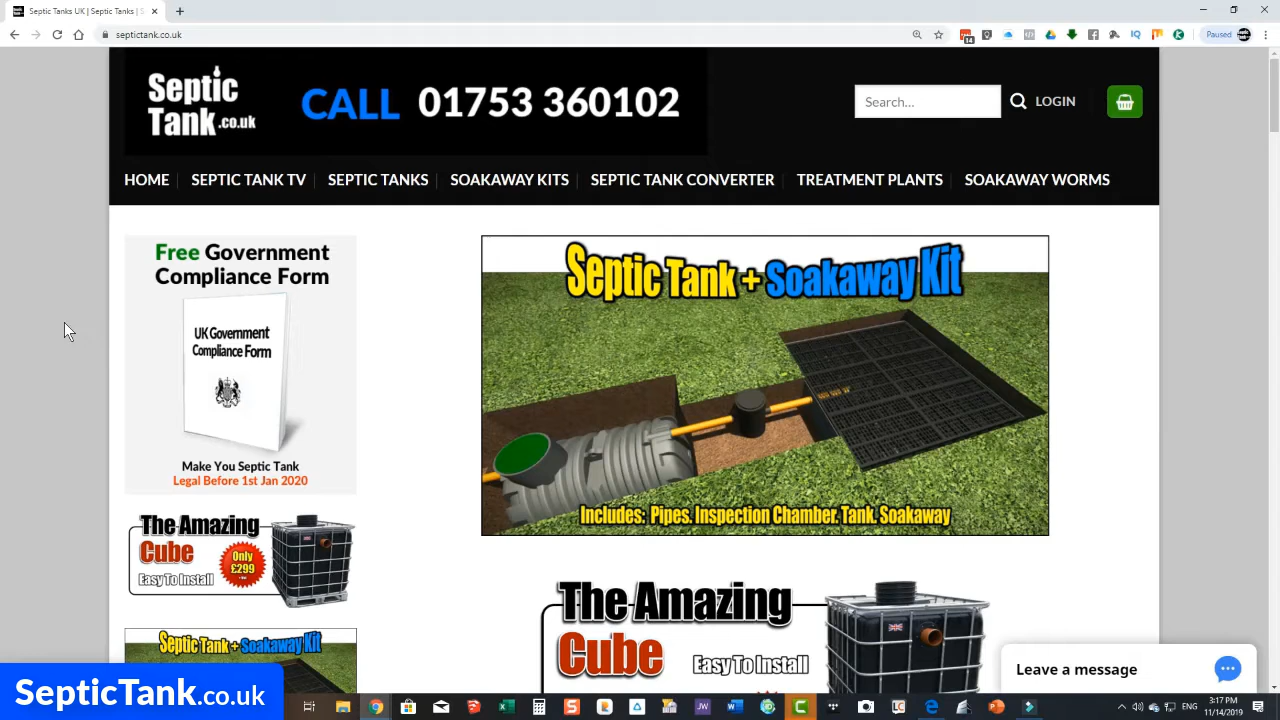 Septic Tanks UK | Septic Tanks | S
septictank.co.uk
Paused
Septic
Tank.co.uk
CALL 01753 360102
Search...
LOGIN
HOME
SEPTIC TANK TV
SEPTIC TANKS
SOAKAWAY KITS
SEPTIC TANK CONVERTER
TREATMENT PLANTS
SOAKAWAY WORMS
Free Government
Compliance Form
UK Government
Compliance Form
Make You Septic Tank
Legal Before 1st Jan 2020
The Amazing
Cube
Only
£299
Easy To Install
Septic Tank + Soakaway Kit
Septic Tank + Soakaway Kit
Includes: Pipes. Inspection Chamber. Tank. Soakaway
The Amazing
Cube
Easy To Install
Leave a message
SepticTank.co.uk
3:17 PM
11/14/2019